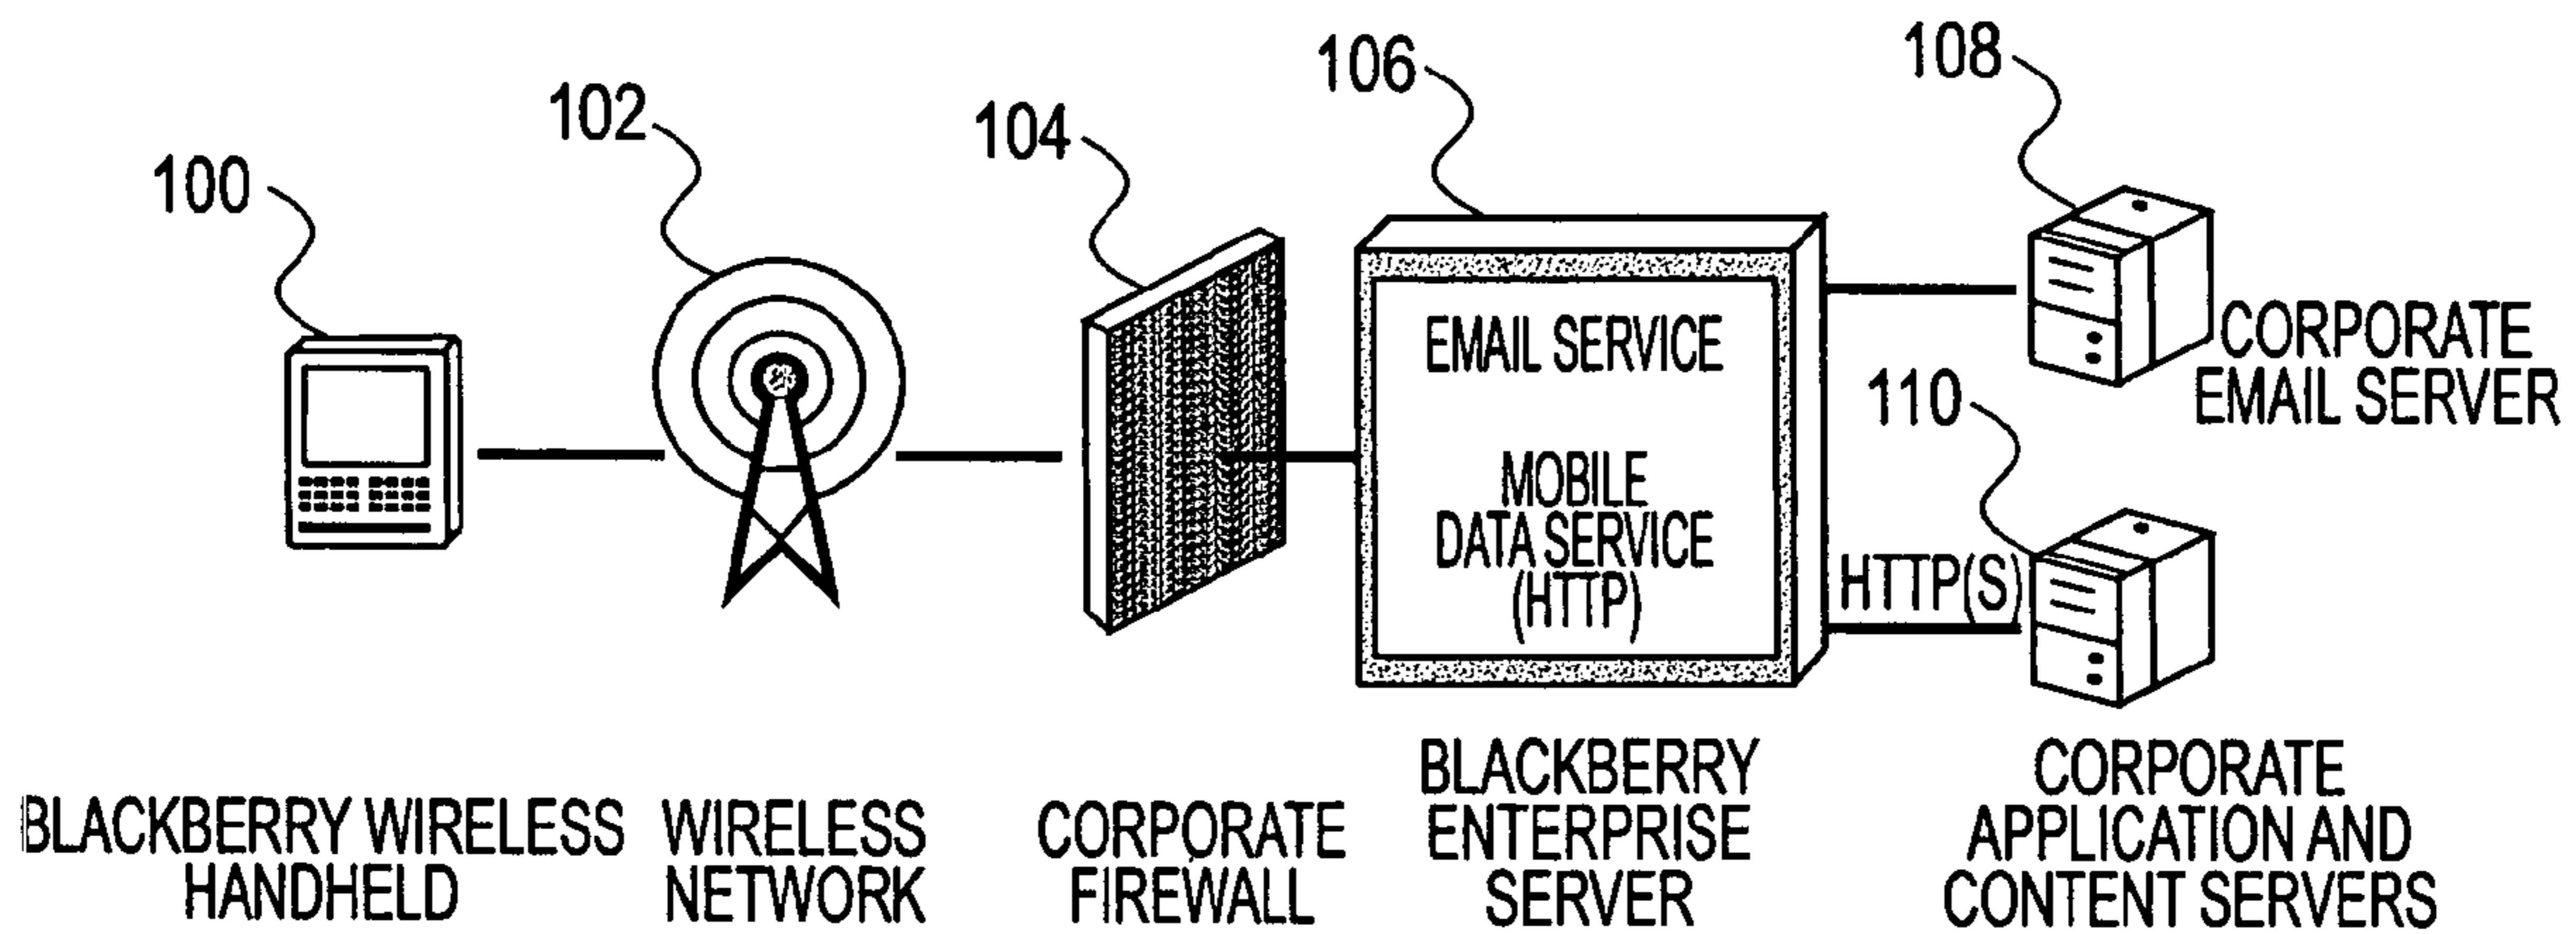 100
102
104
106
108
EMAIL SERVICE
MOBILE
DATA SERVICE
(HTTP)
CORPORATE
EMAIL SERVER
110
HTTP(S)
BLACKBERRY WIRELESS
HANDHELD
WIRELESS
NETWORK
CORPORATE
FIREWALL
BLACKBERRY
ENTERPRISE
SERVER
CORPORATE
APPLICATION AND
CONTENT SERVERS